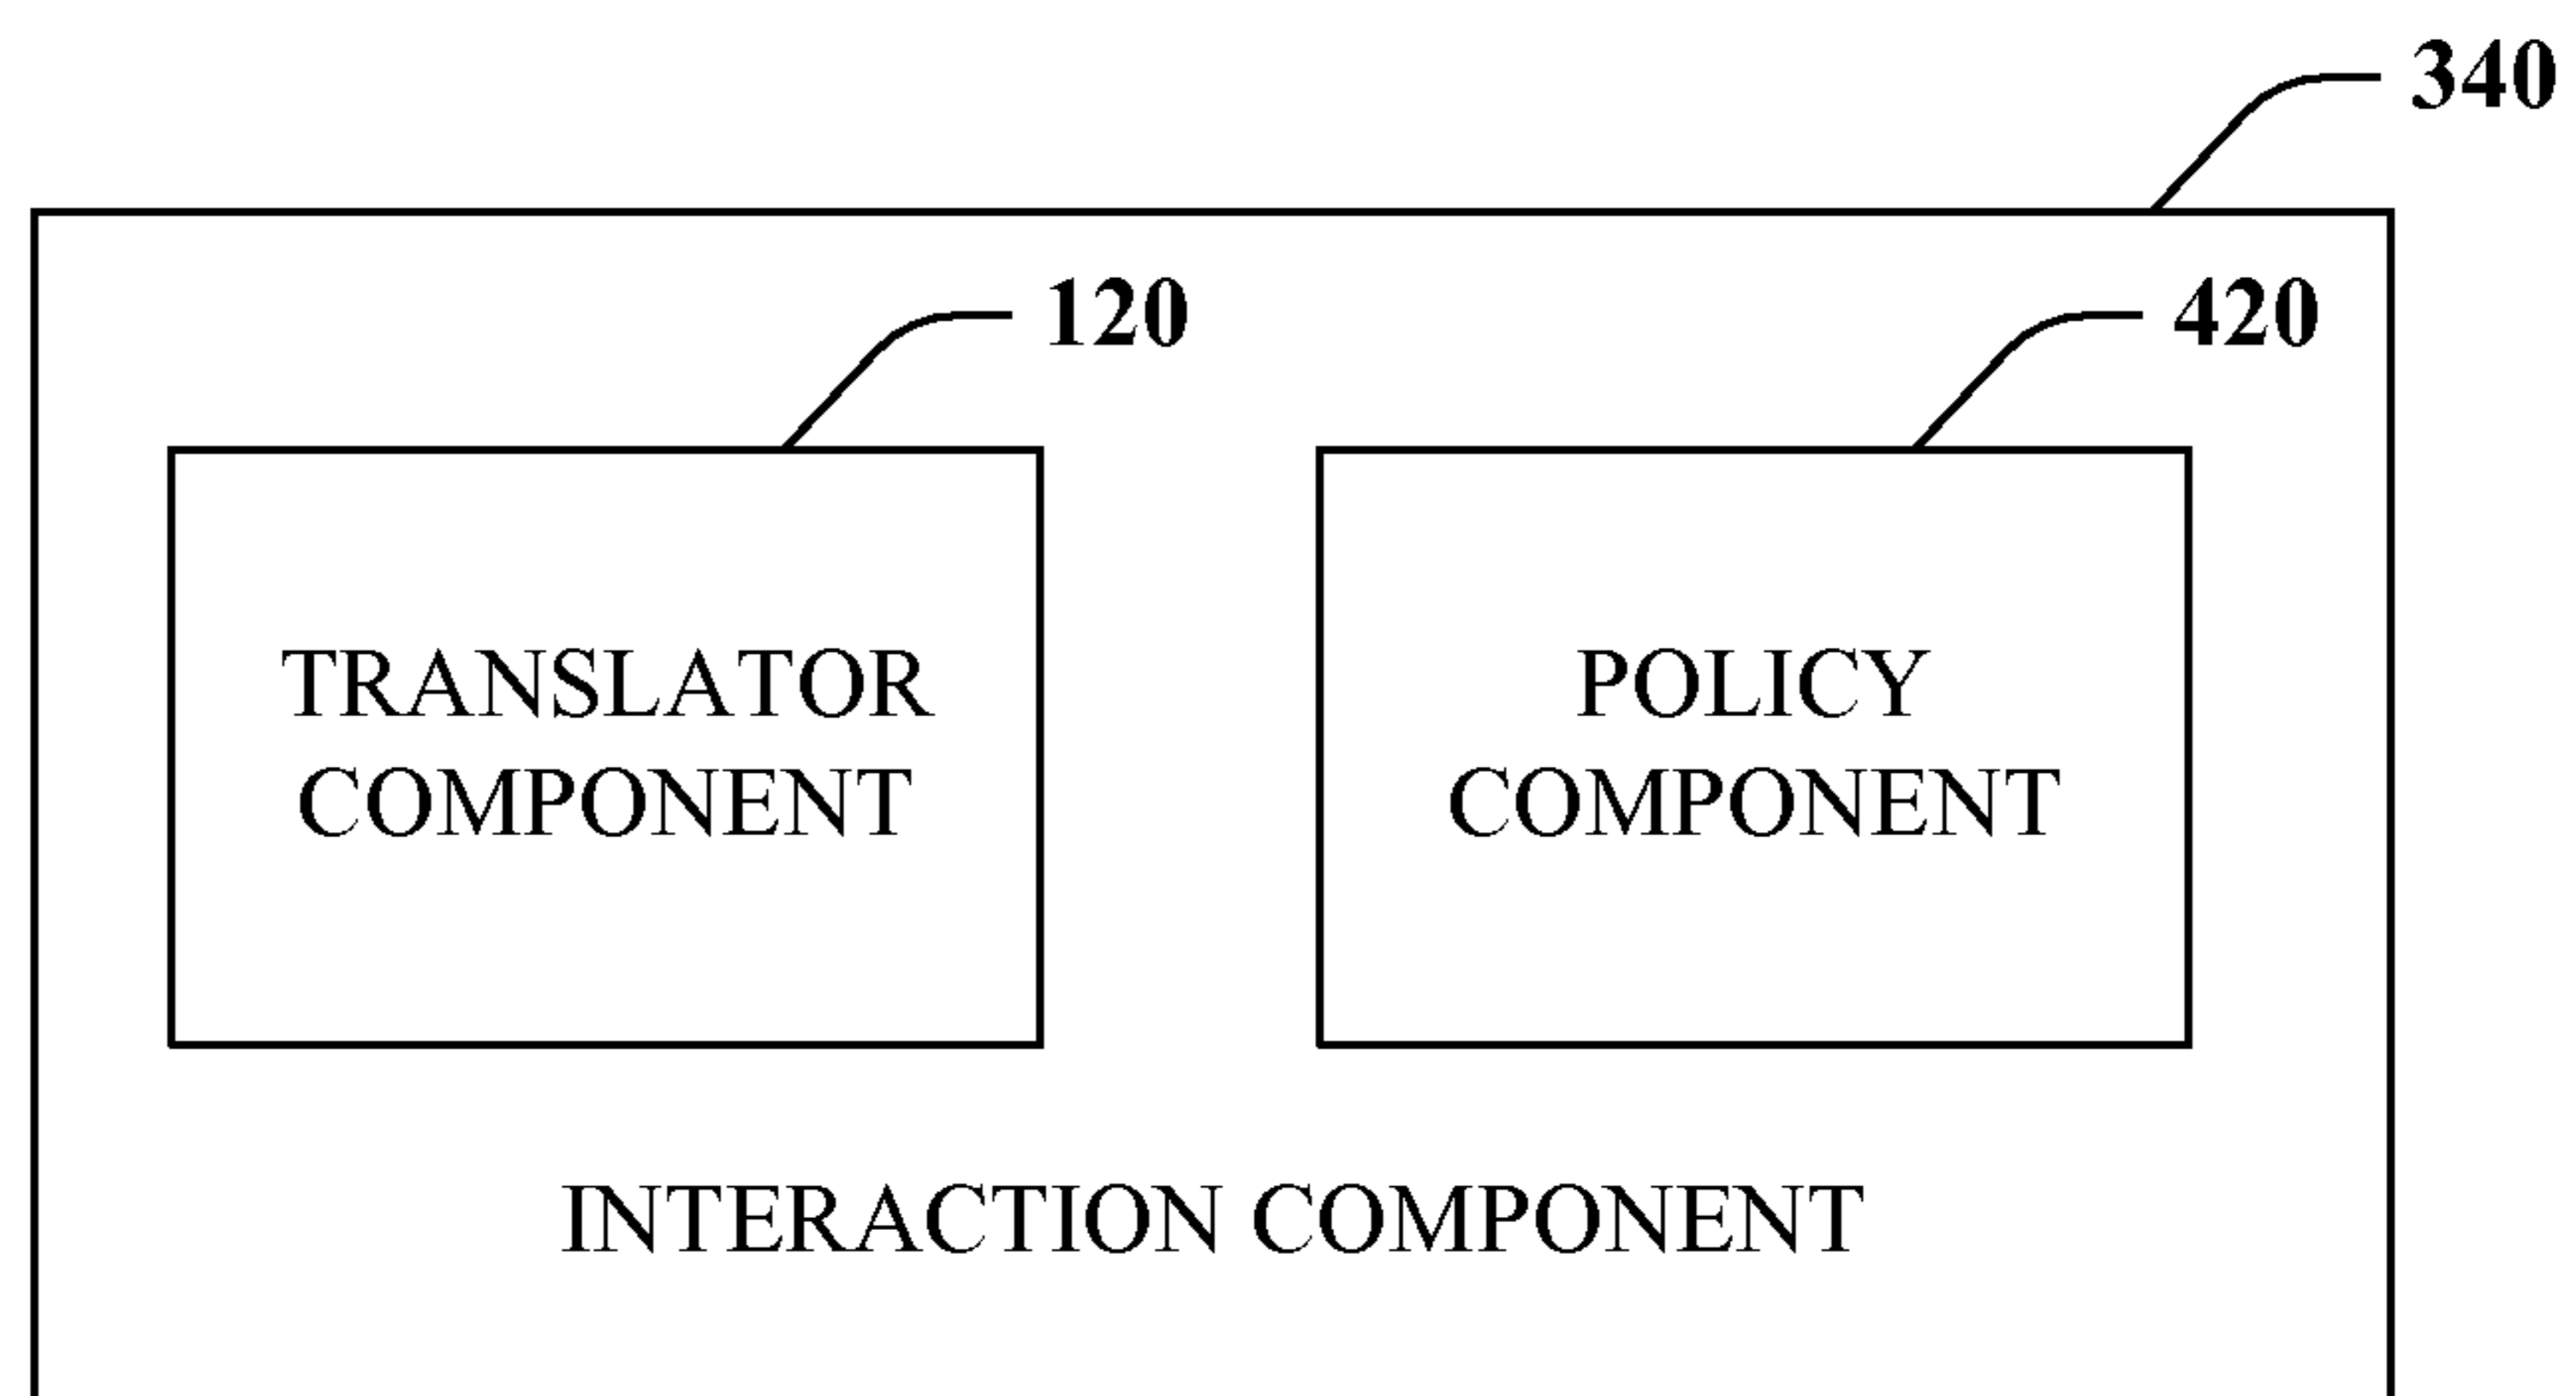 340
120
420
TRANSLATOR
COMPONENT
POLICY
COMPONENT
INTERACTION COMPONENT